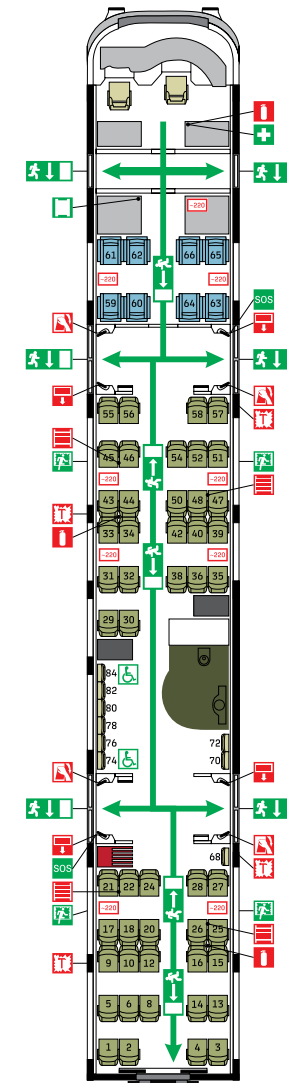 ~220
61 62 66 65
~220 ~220
59 60 64 63
SOS
55 56 58 57
T
45 46 54 52 51
~220 ~220
43 44 50 48 47
T
33 34 42 40 39
~220 ~220
31 32 38 36 35
29 30
84
82
80
78
76 72
74 70
68
SOS T
21 22 24 28 27
~220 ~220
17 18 20 26 25
T
9 10 12 16 15
5 6 8 14 13
1 2 4 3